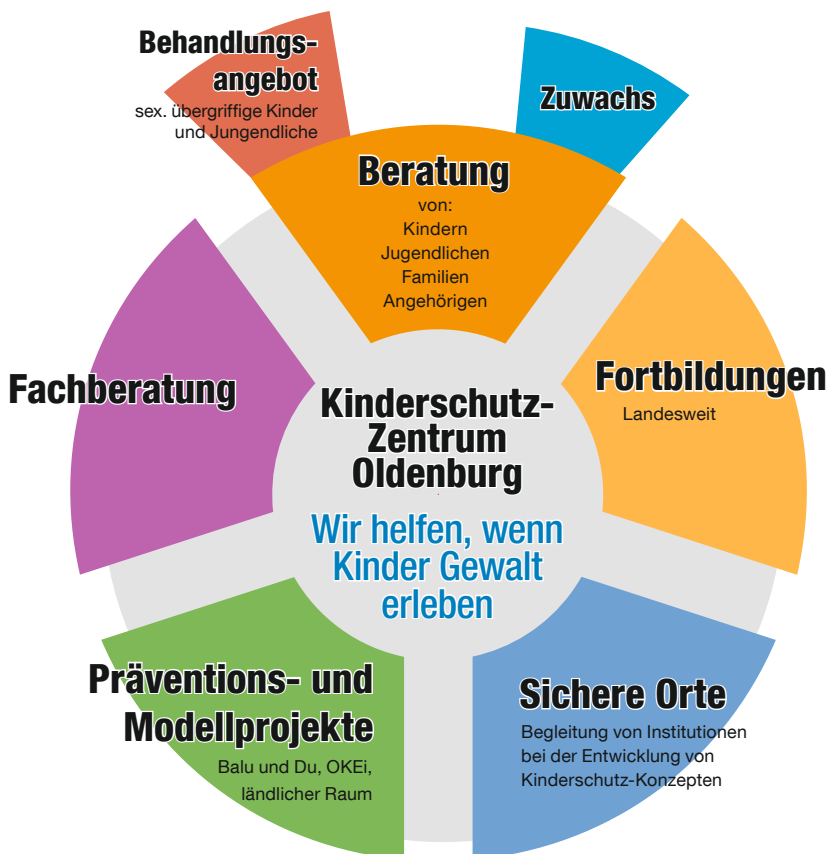 Behandlungs-
angebot
sex. übergriffige Kinder
und Jungendliche
Zuwachs
Beratung
von:
Kindern
Jugendlichen
Familien
Angehörigen
Fachberatung
Fortbildungen
Landesweit
Kinderschutz-
Zentrum
Oldenburg
Wir helfen, wenn
Kinder Gewalt
erleben
Präventions- und
Modellprojekte
Balu und Du, OKEi,
ländlicher Raum
Sichere Orte
Begleitung von Institutionen
bei der Entwicklung von
Kinderschutz-Konzepten